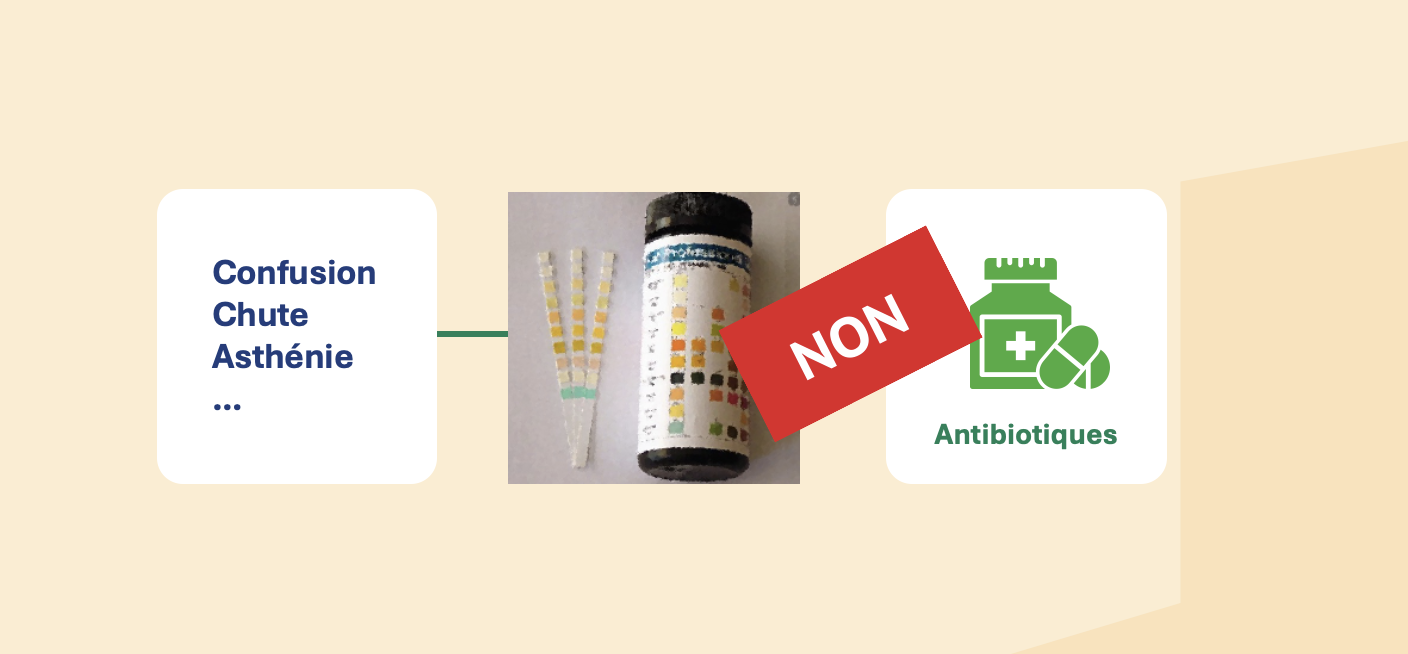 Confusion
Chute
Asthénie
...
NON
Antibiotiques